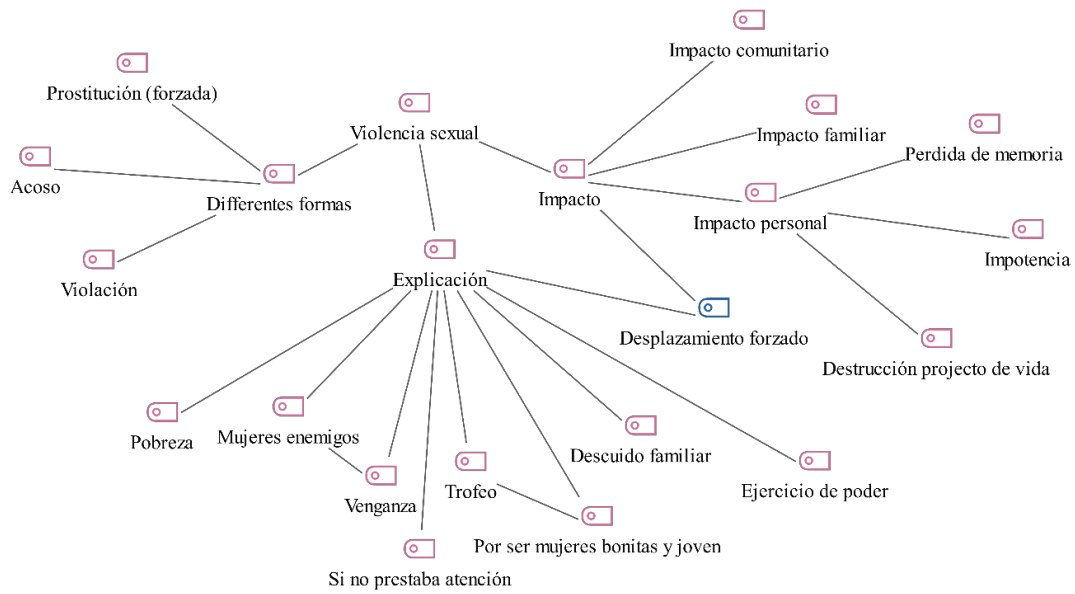 Impacto comunitario
Prostitución (forzada)
Violencia sexual
Impacto familiar
Perdida de memoria
Acoso
Differentes formas
Impacto
Impacto personal
Impotencia
Violación
Explicación
Desplazamiento forzado
Destrucción projecto de vida
Pobreza
Mujeres enemigos
Descuido familiar
Venganza
Trofeo
Ejercicio de poder
Por ser mujeres bonitas y joven
Si no prestaba atención